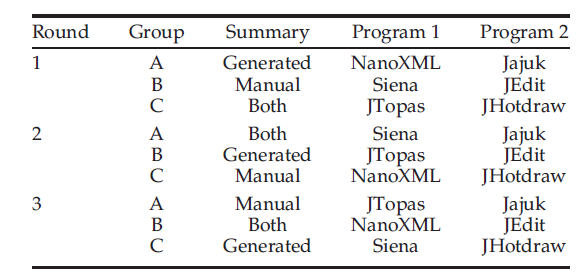 Round Group Summary Program 1 Program 2
1 A Generated NanoXML Jajuk
B Manual Siena JEdit
C Both JTopas JHotdraw
2 A Both Siena Jajuk
B Generated JTopas JEdit
C Manual NanoXML JHotdraw
3 A Manual JTopas Jajuk
B Both NanoXML JEdit
C Generated Siena JHotdraw